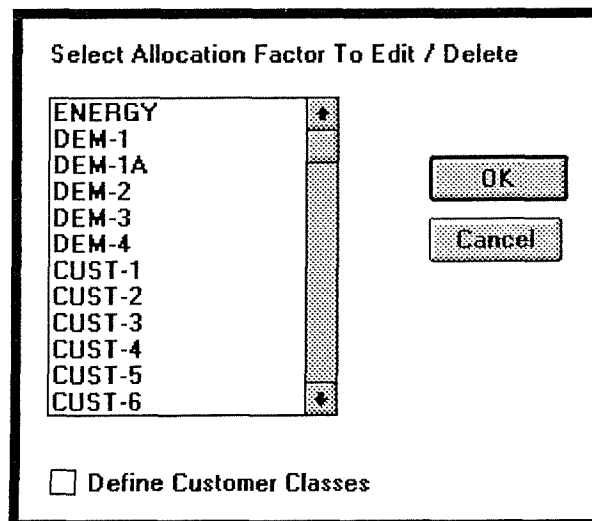 Select Allocation Factor To Edit / Delete
ENERGY
DEM-1
DEM-1A
DEM-2
DEM-3
DEM-4
CUST-1
CUST-2
CUST-3
CUST-4
CUST-5
CUST-6
OK
Cancel
Define Customer Classes